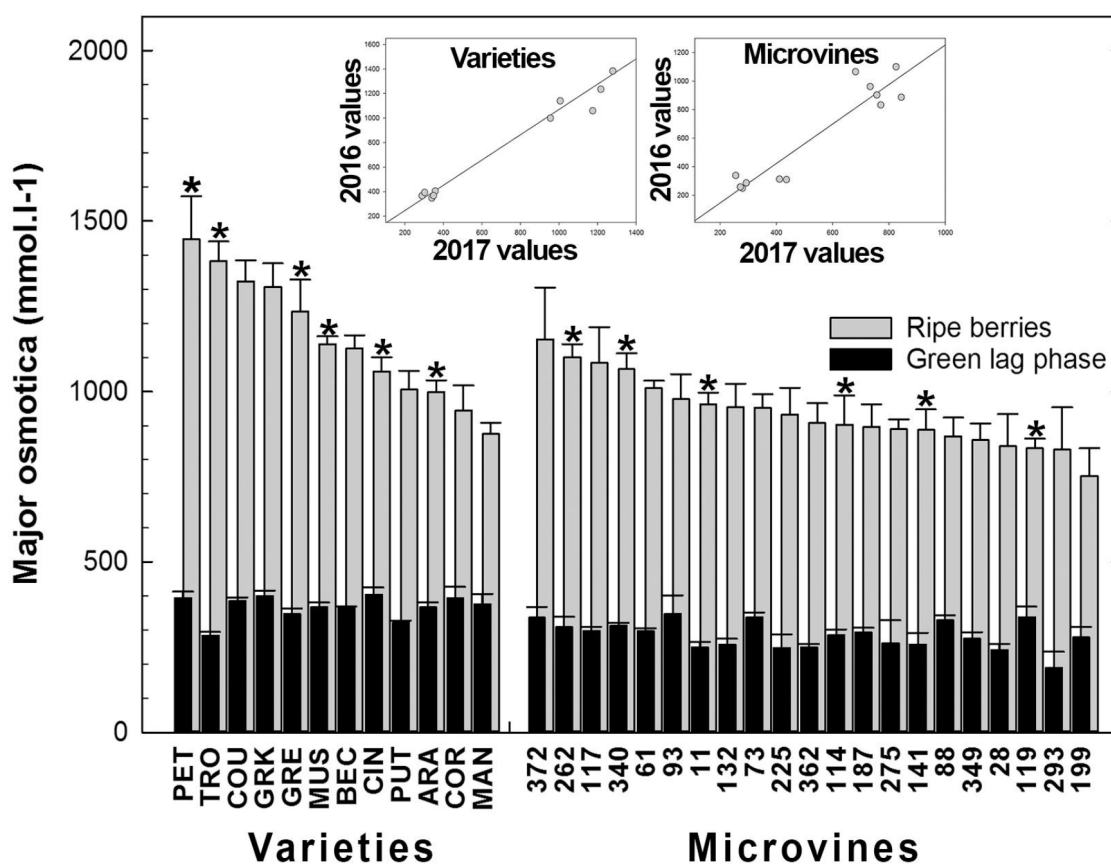 Major osmotica (mmol.l-1)
2000
1500
1000
500
0
Varieties
2016 values
1600
1400
1200
1000
800
600
400
200
200 400 600 800 1000 1200 1400
2017 values
Microvines
2016 values
1200
1000
800
600
400
200
200 400 600 800 1000
2017 values
Ripe berries
Green lag phase
* * * * * *
* * * * * *
PET TRO COU GRK GRE MUS BEC CIN PUT ARA COR MAN
372 262 117 340 61 93 11 132 73 225 362 114 187 275 141 88 349 28 119 293 199
Varieties
Microvines